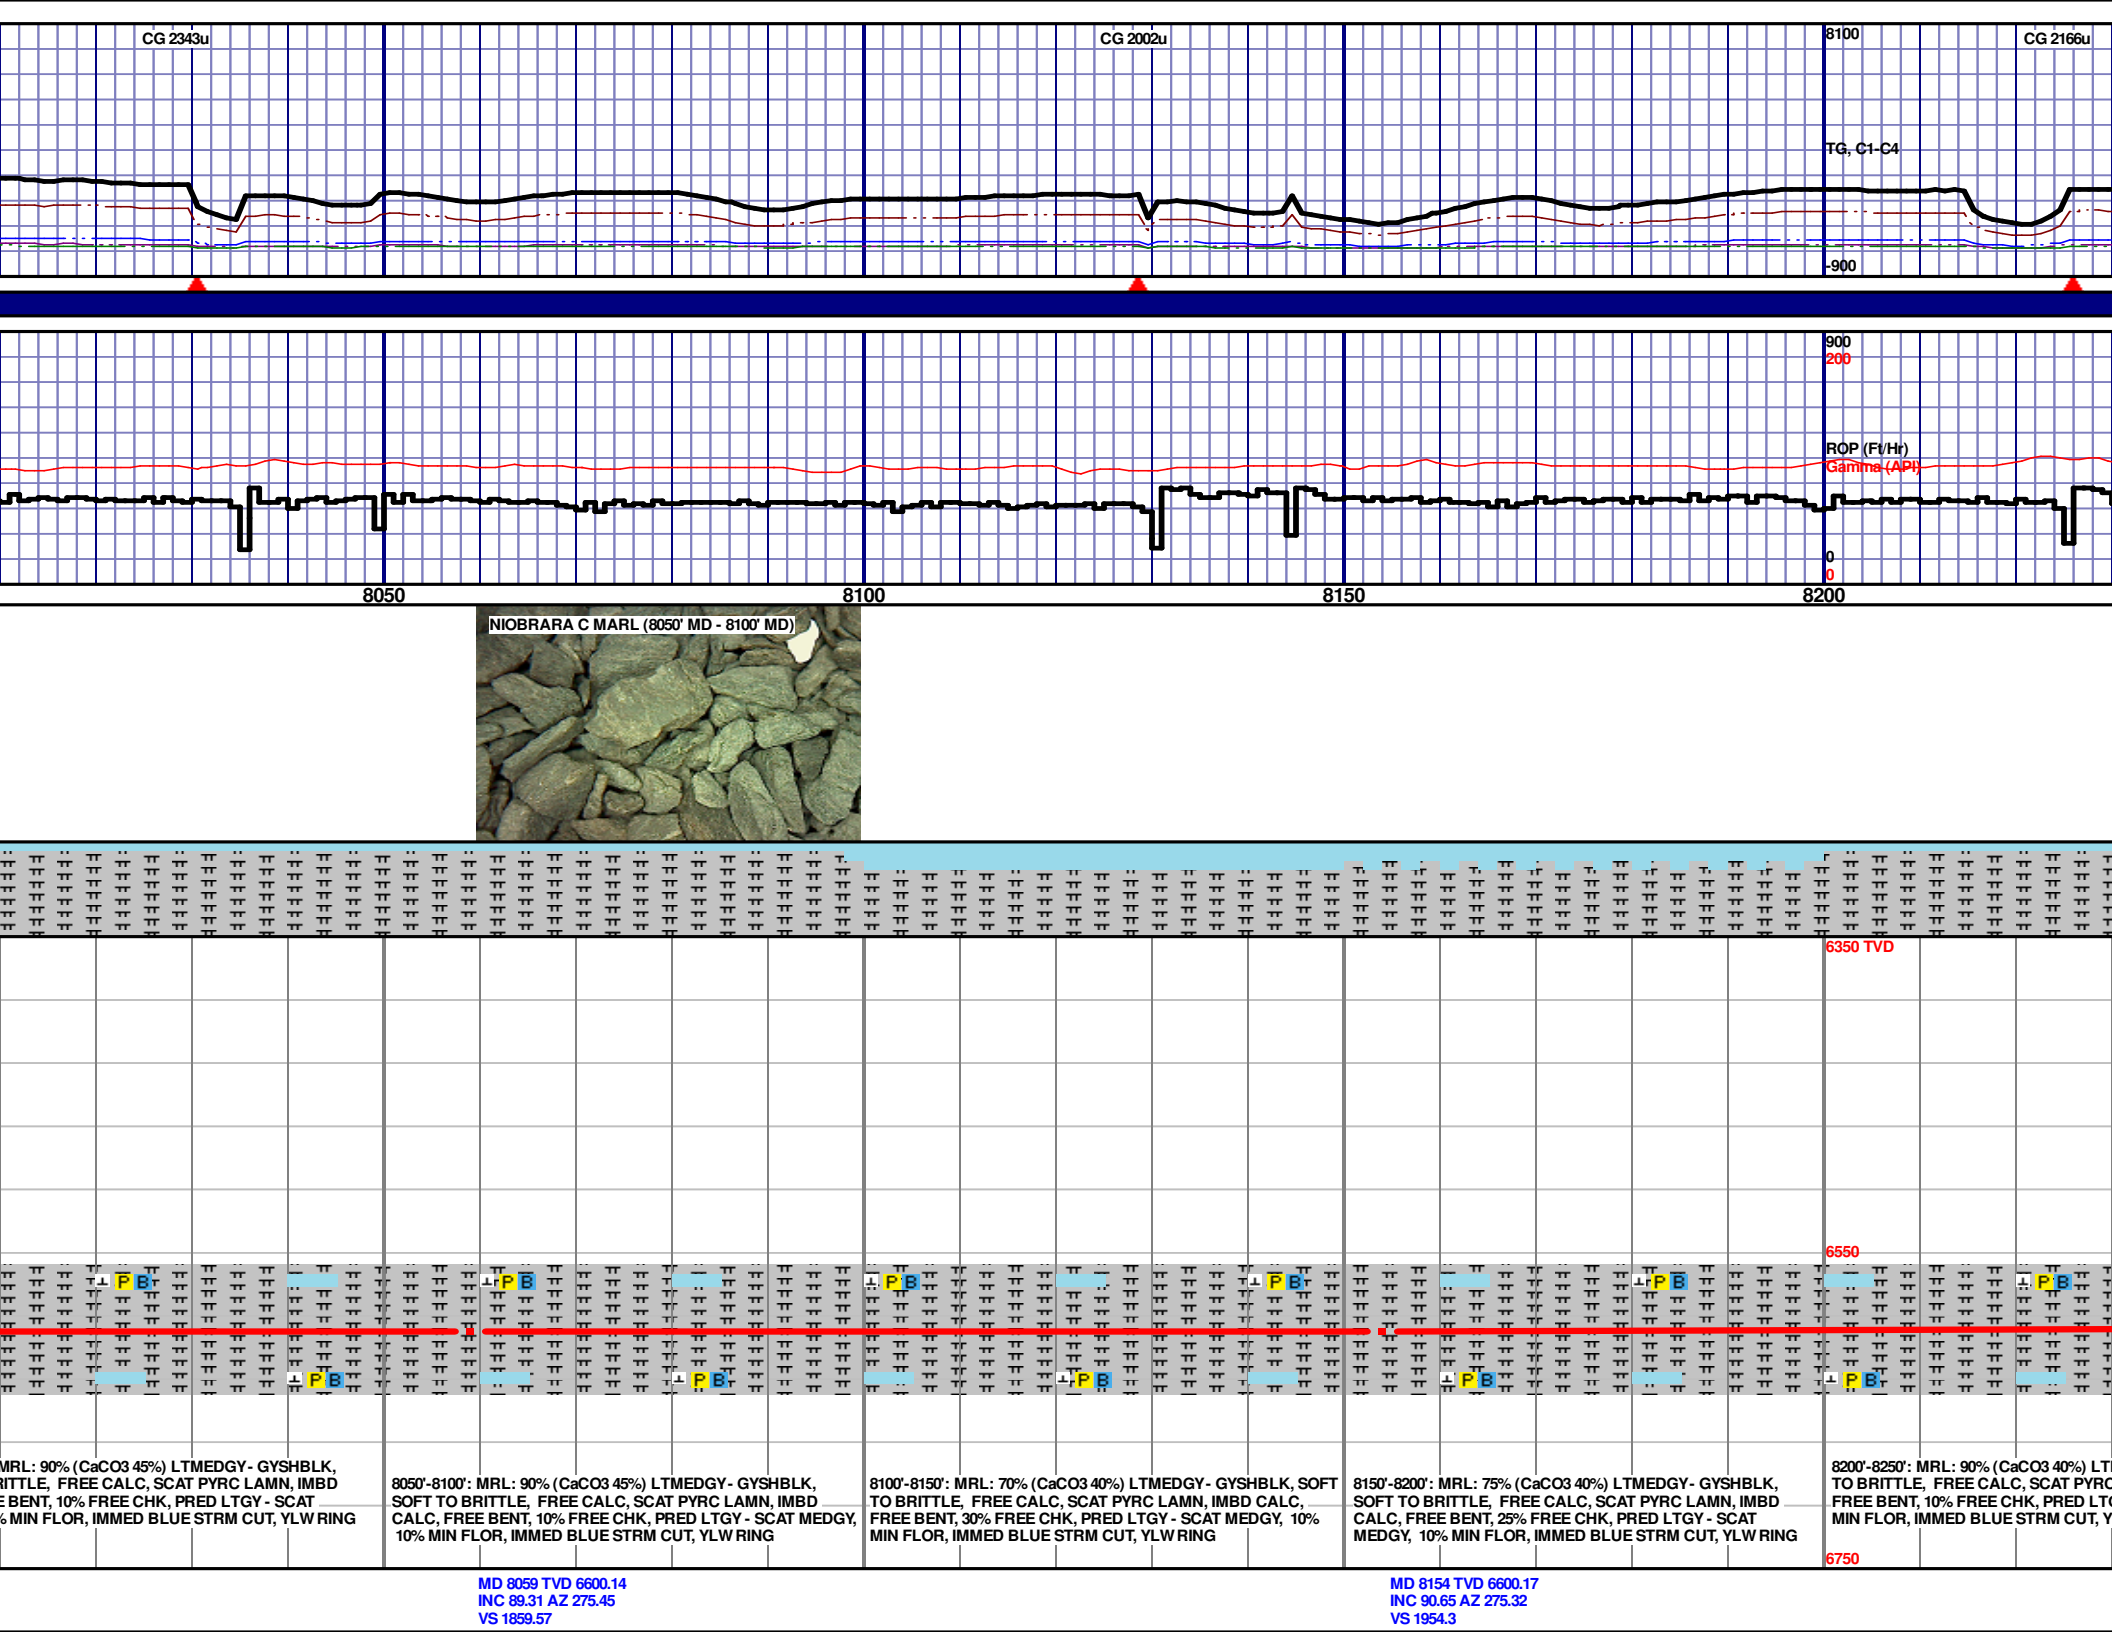 CG 2343u
CG 2002u
8100
CG 2166u
TG, C1-C4
-900
900
200
ROP (Ft/Hr)
Gamma (API)
0
0
8050
8100
8150
8200
NIOBRARA C MARL (8050' MD - 8100' MD)
6350 TVD
6550
P B
P B
P B
P B
P B
P B
P B
P B
P B
P B
P B
MRL: 90% (CaCO3 45%) LTMEDGY - GYSHBLK,
RITTLE, FREE CALC, SCAT PYRC LAMN, IMBD
E BENT, 10% FREE CHK, PRED LTGY - SCAT
% MIN FLOR, IMMED BLUE STRM CUT, YLW RING
8050'-8100': MRL: 90% (CaCO3 45%) LTMEDGY - GYSHBLK,
SOFT TO BRITTLE, FREE CALC, SCAT PYRC LAMN, IMBD
CALC, FREE BENT, 10% FREE CHK, PRED LTGY - SCAT MEDGY,
10% MIN FLOR, IMMED BLUE STRM CUT, YLW RING
8100'-8150': MRL: 70% (CaCO3 40%) LTMEDGY - GYSHBLK, SOFT
TO BRITTLE, FREE CALC, SCAT PYRC LAMN, IMBD CALC,
FREE BENT, 30% FREE CHK, PRED LTGY - SCAT MEDGY, 10%
MIN FLOR, IMMED BLUE STRM CUT, YLW RING
8150'-8200': MRL: 75% (CaCO3 40%) LTMEDGY - GYSHBLK,
SOFT TO BRITTLE, FREE CALC, SCAT PYRC LAMN, IMBD
CALC, FREE BENT, 25% FREE CHK, PRED LTGY - SCAT
MEDGY, 10% MIN FLOR, IMMED BLUE STRM CUT, YLW RING
8200'-8250': MRL: 90% (CaCO3 40%) LT
TO BRITTLE, FREE CALC, SCAT PYRC
FREE BENT, 10% FREE CHK, PRED LTG
MIN FLOR, IMMED BLUE STRM CUT, Y
6750
MD 8059 TVD 6600.14
INC 89.31 AZ 275.45
VS 1859.57
MD 8154 TVD 6600.17
INC 90.65 AZ 275.32
VS 1954.3